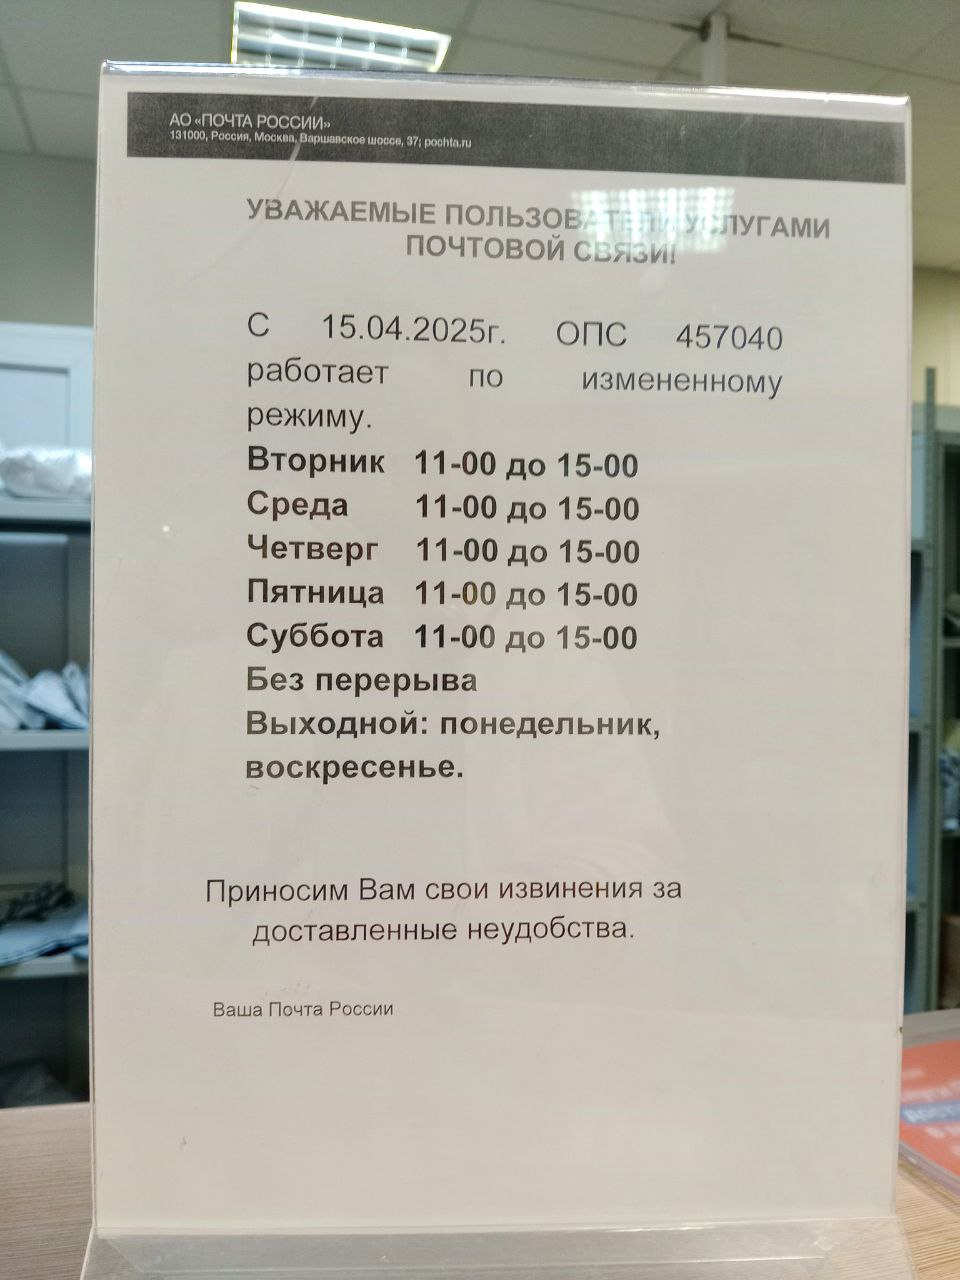 АО «ПОЧТА РОССИИ»
131000, Россия, Москва, Варшавское шоссе, 37; pochta.ru
УВАЖАЕМЫЕ ПОЛЬЗОВАТЕЛИ УСЛУГАМИ
ПОЧТОВОЙ СВЯЗИ!
С 15.04.2025г. ОПС 457040
работает по измененному
режиму.
Вторник 11-00 до 15-00
Среда 11-00 до 15-00
Четверг 11-00 до 15-00
Пятница 11-00 до 15-00
Суббота 11-00 до 15-00
Без перерыва
Выходной: понедельник,
воскресенье.
Приносим Вам свои извинения за
доставленные неудобства.
Ваша Почта России